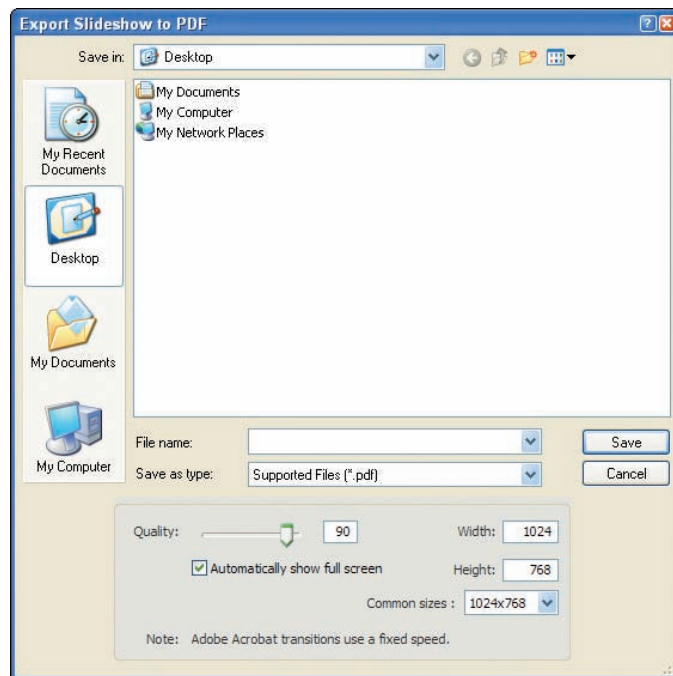 Export Slideshow to PDF
Save in: Desktop
My Documents
My Computer
My Network Places
My Recent
Documents
Desktop
My Documents
My Computer
File name:
Save
Save as type: Supported Files (*.pdf)
Cancel
Quality: 90 Width: 1024
Automatically show full screen Height: 768
Common sizes : 1024x768
Note: Adobe Acrobat transitions use a fixed speed.